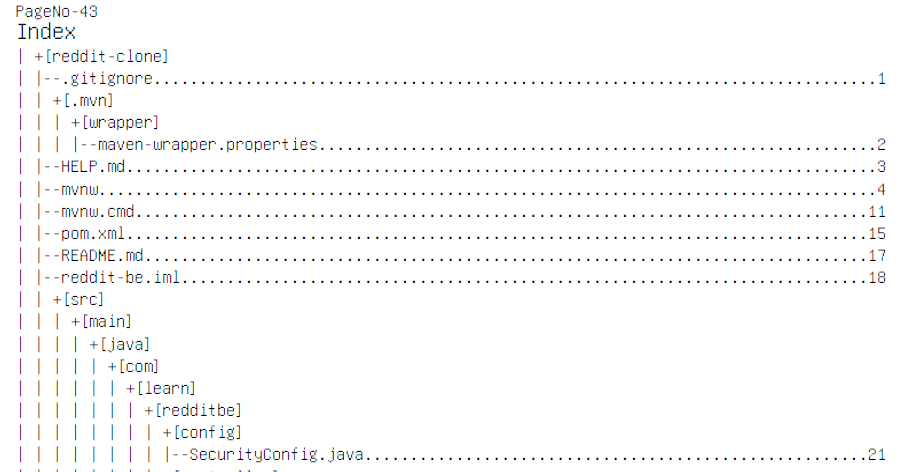 PageNo-43
Index
| +[reddit-clone]
| |--.gitignore...............................................................................1
| | +[.mvn]
| | | +[wrapper]
| | | |--maven-wrapper.properties.............................................................2
| |--HELP.md..................................................................................3
| |--mvnw.....................................................................................4
| |--mvnw.cmd................................................................................11
| |--pom.xml.................................................................................15
| |--README.md...............................................................................17
| |--reddit-be.iml...........................................................................18
| | +[src]
| | | +[main]
| | | | +[java]
| | | | | +[com]
| | | | | | +[learn]
| | | | | | | +[redditbe]
| | | | | | | | +[config]
| | | | | | | | |--SecurityConfig.java.......................................................21